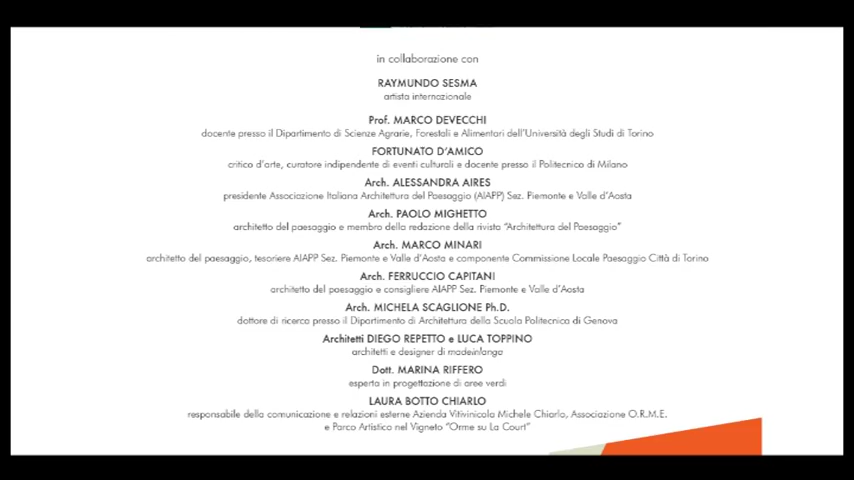 in collaborazione con
RAYMUNDO SESMA
artista internazionale
Prof. MARCO DEVECCHI
docente presso il Dipartimento di Scienze Agrarie, Forestali e Alimentari dell'Università degli Studi di Torino
FORTUNATO D'AMICO
critico d'arte, curatore indipendente di eventi culturali e docente presso il Politecnico di Milano
Arch. ALESSANDRA AIRES
presidente Associazione Italiana Architettura del Paesaggio (AIAPP) Sez. Piemonte e Valle d'Aosta
Arch. PAOLO MIGHETTO
architetto del paesaggio e membro della redazione della rivista "Architettura del Paesaggio"
Arch. MARCO MINARI
architetto del paesaggio, tesoriere AIAPP Sez. Piemonte e Valle d'Aosta e componente Commissione Locale Paesaggio Città di Torino
Arch. FERRUCCIO CAPITANI
architetto del paesaggio e consigliere AIAPP Sez. Piemonte e Valle d'Aosta
Arch. MICHELA SCAGLIONE Ph.D.
dottore di ricerca presso il Dipartimento di Architettura della Scuola Politecnica di Genova
Architetti DIEGO REPETTO e LUCA TOPPINO
architetti e designer di madeinlanga
Dott. MARINA RIFFERO
esperta in progettazione di aree verdi
LAURA BOTTO CHIARLO
responsabile della comunicazione e relazioni esterne Azienda Vitivinicola Michele Chiarlo, Associazione O.R.M.E.
e Parco Artistico nel Vigneto "Orme su La Court"